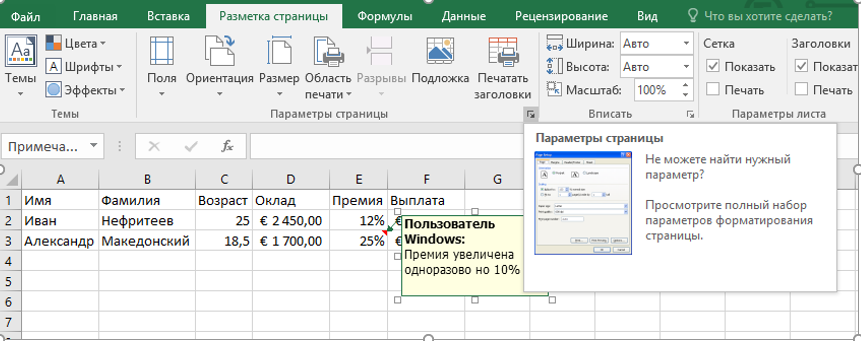 Файл Главная Вставка Разметка страницы Формулы Данные Рецензирование Вид Что вы хотите сделать?
Темы
Цвета
Шрифты
Эффекты
Темы
Поля
Ориентация
Размер
Область печати
Разрывы
Подложка
Печатать заголовки
Параметры страницы
Ширина: Авто
Высота: Авто
Масштаб: 100%
Вписать
Сетка
Показать
Печать
Заголовки
Показат
Печать
Параметры листа
Примеча...
fx
A B C D E F G
1 Имя Фамилия Возраст Оклад Премия Выплата
2 Иван Нефритеев 25 € 2 450,00 12% €
3 Александр Македонский 18,5 € 1 700,00 25% €
4
5
6
7
Пользователь
Windows:
Премия увеличена
одноразово но 10%
Параметры страницы
Не можете найти нужный
параметр?
Просмотрите полный набор
параметров форматирования
страницы.